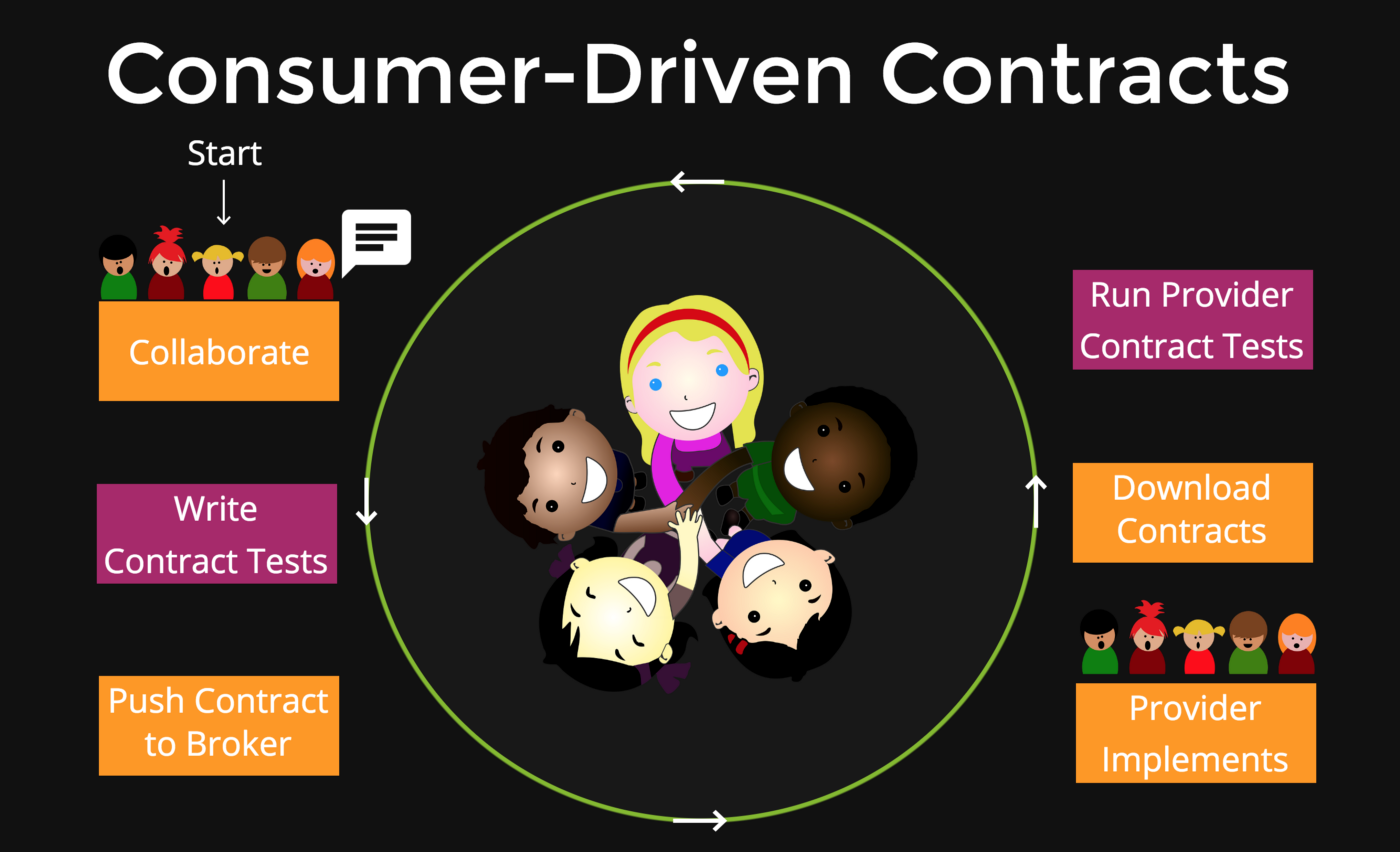 Consumer-Driven Contracts
Start
Collaborate
Write
Contract Tests
Push Contract
to Broker
Provider
Implements
Download
Contracts
Run Provider
Contract Tests